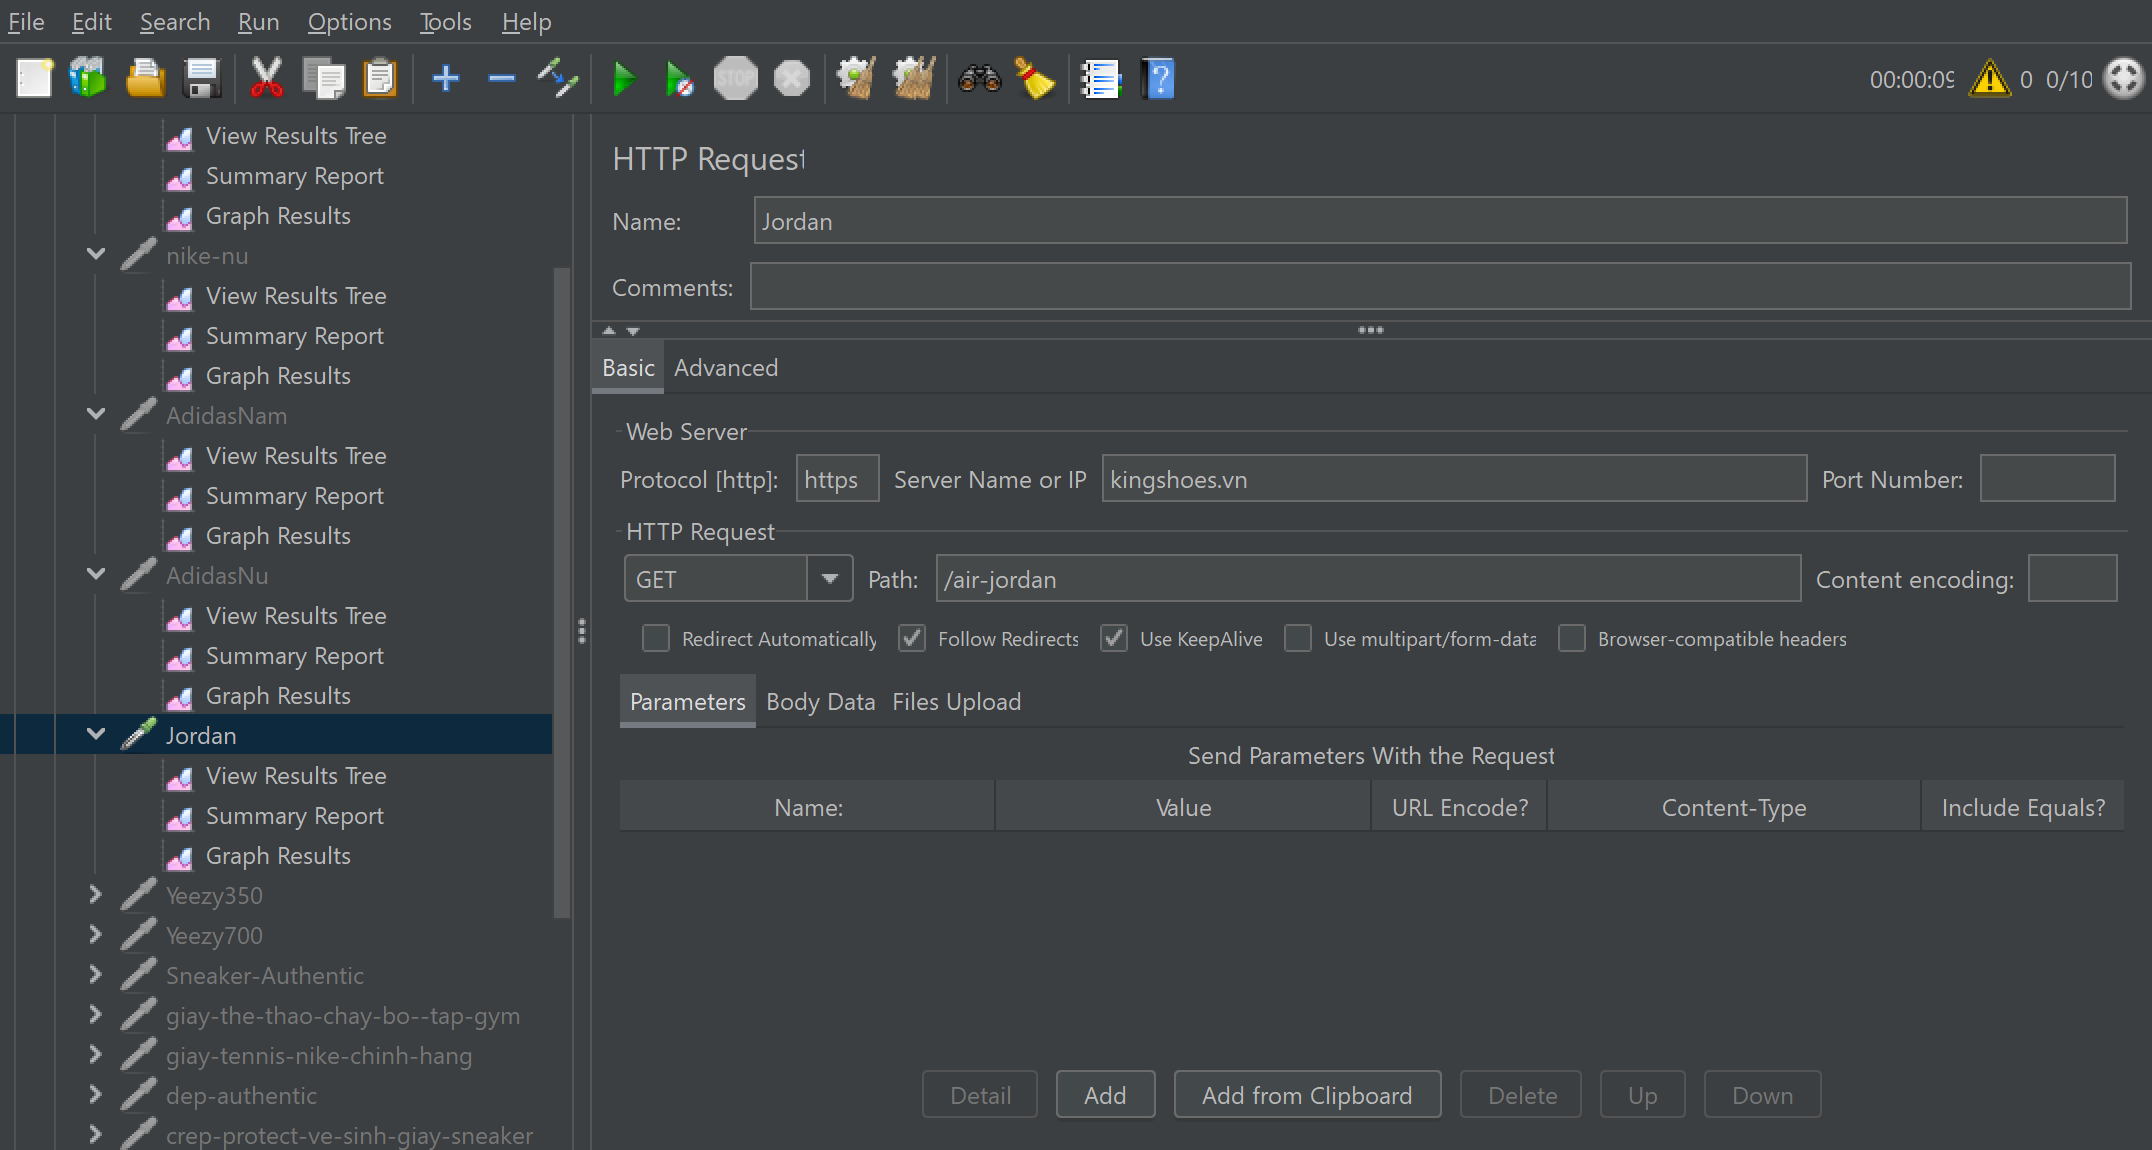 File Edit Search Run Options Tools Help
STOP
00:00:09 0 0/10
View Results Tree
Summary Report
Graph Results
nike-nu
View Results Tree
Summary Report
Graph Results
AdidasNam
View Results Tree
Summary Report
Graph Results
AdidasNu
View Results Tree
Summary Report
Graph Results
Jordan
View Results Tree
Summary Report
Graph Results
Yeezy350
Yeezy700
Sneaker-Authentic
giay-the-thao-chay-bo--tap-gym
giay-tennis-nike-chinh-hang
dep-authentic
crep-protect-ve-sinh-giay-sneaker
HTTP Request
Name: Jordan
Comments:
Basic Advanced
Web Server
Protocol [http]: https Server Name or IP kingshoes.vn Port Number:
HTTP Request
GET Path: /air-jordan Content encoding:
Redirect Automatically Follow Redirects Use KeepAlive Use multipart/form-data Browser-compatible headers
Parameters Body Data Files Upload
Send Parameters With the Request
Name: Value URL Encode? Content-Type Include Equals?
Detail Add Add from Clipboard Delete Up Down